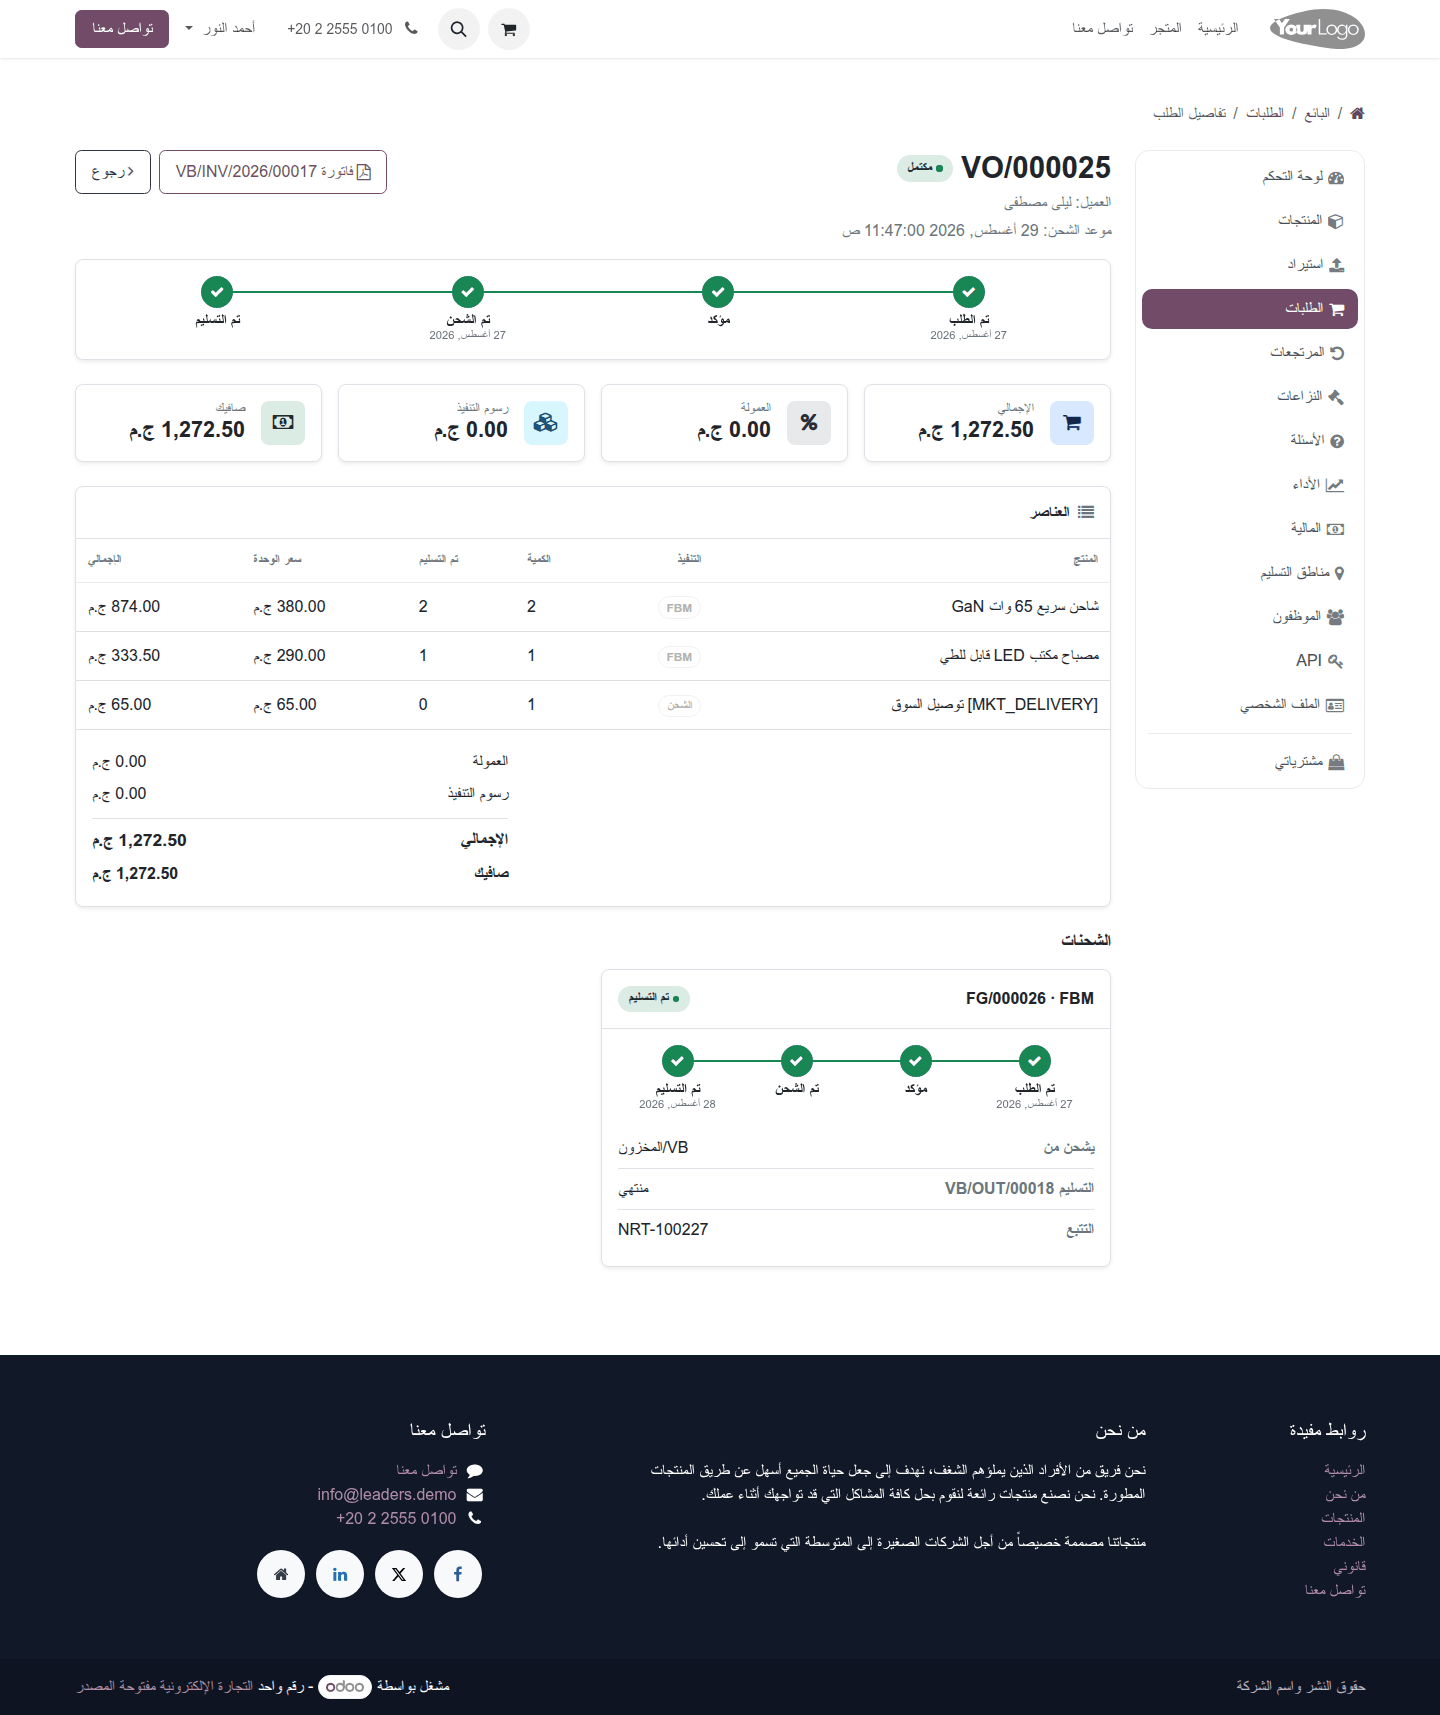 YourLogo
الرئيسية
المتجر
تواصل معنا
+20 2 2555 0100
أحمد النور
تواصل معنا
/ البائع / الطلبات / تفاصيل الطلب
لوحة التحكم
المنتجات
استيراد
الطلبات
المرتجعات
النزاعات
الأسئلة
الأداء
المالية
مناطق التسليم
الموظفون
API
الملف الشخصي
مشترياتي
VO/000025 مكتمل
العميل: ليلى مصطفى
موعد الشحن: 29 أغسطس, 2026 11:47:00 ص
فاتورة VB/INV/2026/00017
رجوع
تم الطلب
27 أغسطس, 2026
مؤكد
تم الشحن
27 أغسطس, 2026
تم التسليم
الإجمالي
1,272.50 ج.م
العمولة
0.00 ج.م
رسوم التنفيذ
0.00 ج.م
صافيك
1,272.50 ج.م
العناصر
المنتج التنفيذ الكمية تم التسليم سعر الوحدة الإجمالي
شاحن سريع 65 وات GaN FBM 2 2 380.00 ج.م 874.00 ج.م
مصباح مكتب LED قابل للطي FBM 1 1 290.00 ج.م 333.50 ج.م
[MKT_DELIVERY] توصيل السوق الشحن 1 0 65.00 ج.م 65.00 ج.م
العمولة 0.00 ج.م
رسوم التنفيذ 0.00 ج.م
الإجمالي 1,272.50 ج.م
صافيك 1,272.50 ج.م
الشحنات
FG/000026 · FBM تم التسليم
تم الطلب
27 أغسطس, 2026
مؤكد
تم الشحن
تم التسليم
28 أغسطس, 2026
يشحن من VB/المخزون
التسليم VB/OUT/00018 منتهي
التتبع NRT-100227
روابط مفيدة
الرئيسية
من نحن
المنتجات
الخدمات
قانوني
تواصل معنا
من نحن
نحن فريق من الأفراد الذين يملؤهم الشغف، نهدف إلى جعل حياة الجميع أسهل عن طريق المنتجات
المطورة. نحن نصنع منتجات رائعة لنقوم بحل كافة المشاكل التي قد تواجهك أثناء عملك.
منتجاتنا مصممة خصيصاً من أجل الشركات الصغيرة إلى المتوسطة التي تسمو إلى تحسين أدائها.
تواصل معنا
تواصل معنا
info@leaders.demo
+20 2 2555 0100
حقوق النشر واسم الشركة
مشغل بواسطة odoo - رقم واحد التجارة الإلكترونية مفتوحة المصدر